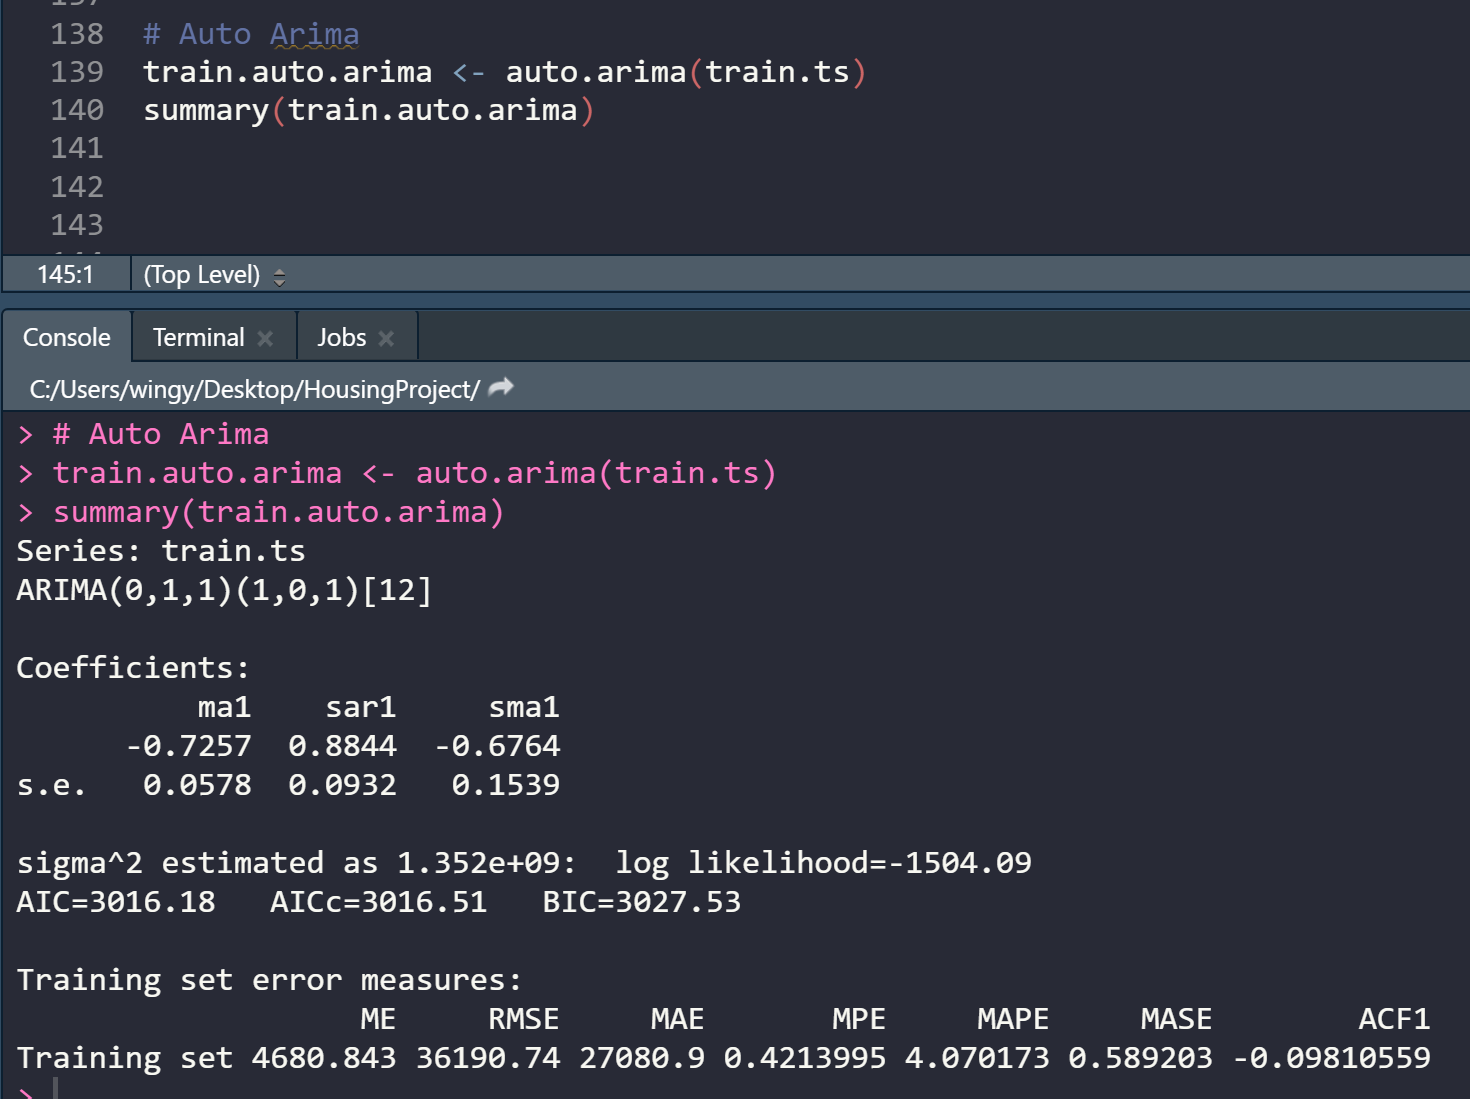 138 # Auto Arima
139 train.auto.arima <- auto.arima(train.ts)
140 summary(train.auto.arima)
141
142
143
145:1 (Top Level)
Console Terminal Jobs
C:/Users/wingy/Desktop/HousingProject/
> # Auto Arima
> train.auto.arima <- auto.arima(train.ts)
> summary(train.auto.arima)
Series: train.ts
ARIMA(0,1,1)(1,0,1)[12]
Coefficients:
ma1 sar1 sma1
-0.7257 0.8844 -0.6764
s.e. 0.0578 0.0932 0.1539
sigma^2 estimated as 1.352e+09: log likelihood=-1504.09
AIC=3016.18 AICc=3016.51 BIC=3027.53
Training set error measures:
ME RMSE MAE MPE MAPE MASE ACF1
Training set 4680.843 36190.74 27080.9 0.4213995 4.070173 0.589203 -0.09810559
>